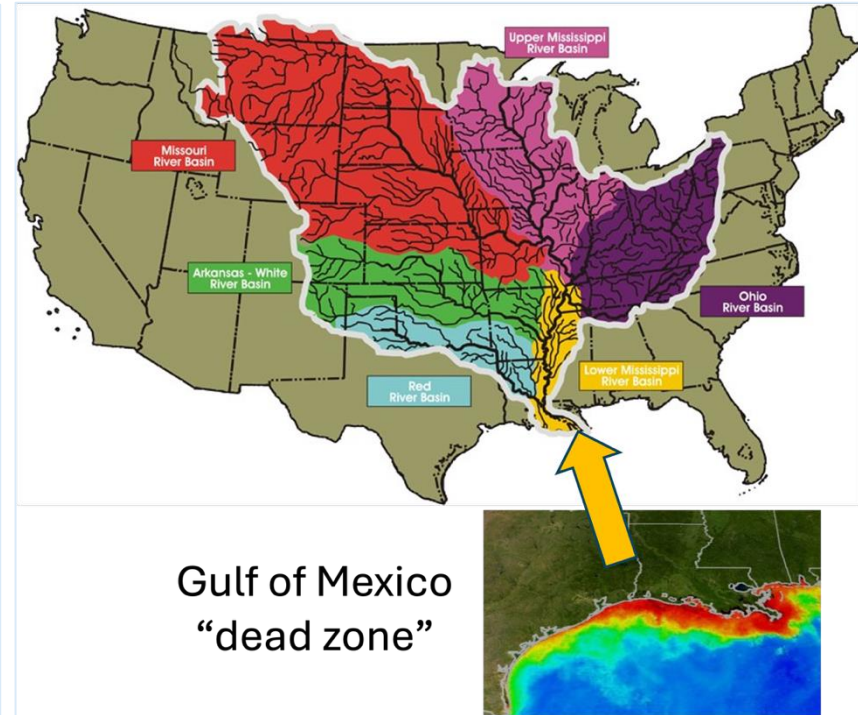 Upper Mississippi
River Basin
Missouri
River Basin
Arkansas - White
River Basin
Ohio
River Basin
Lower Mississippi
River Basin
Red
River Basin
Gulf of Mexico
“dead zone”